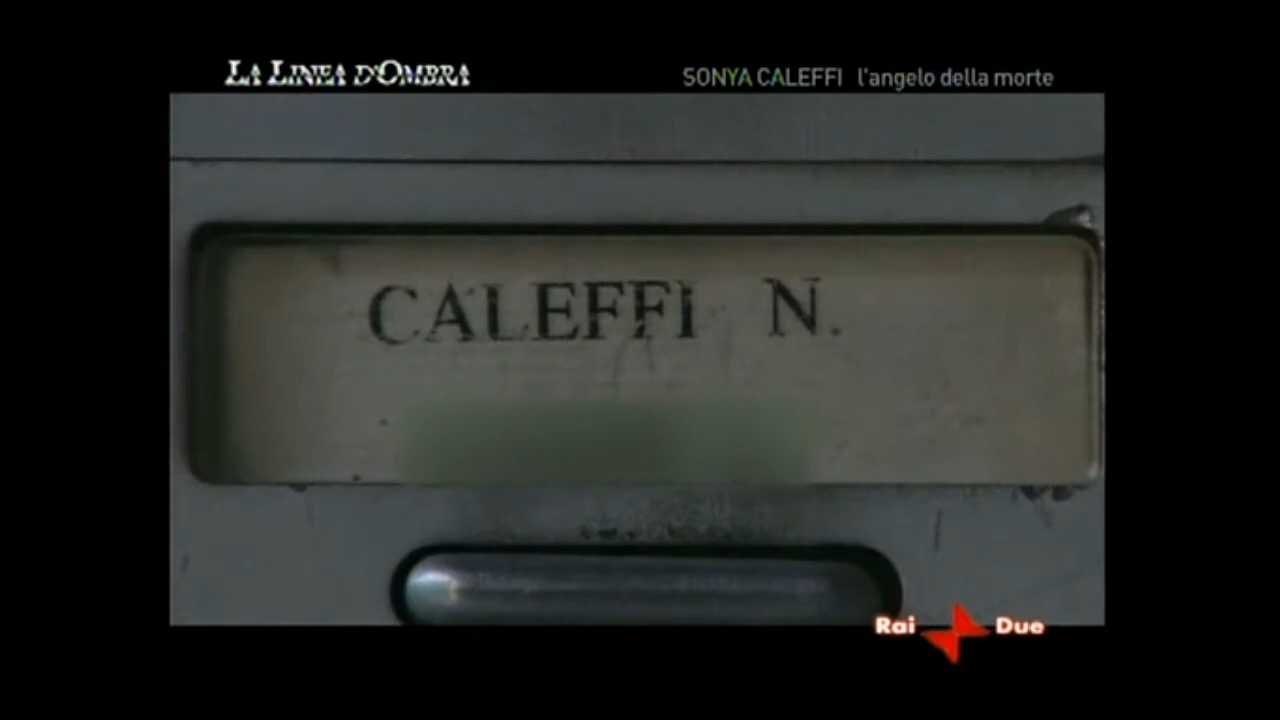 LA LINEA D'OMBRA
SONYA CALEFFI l'angelo della morte
CALEFFI N.
Rai Due